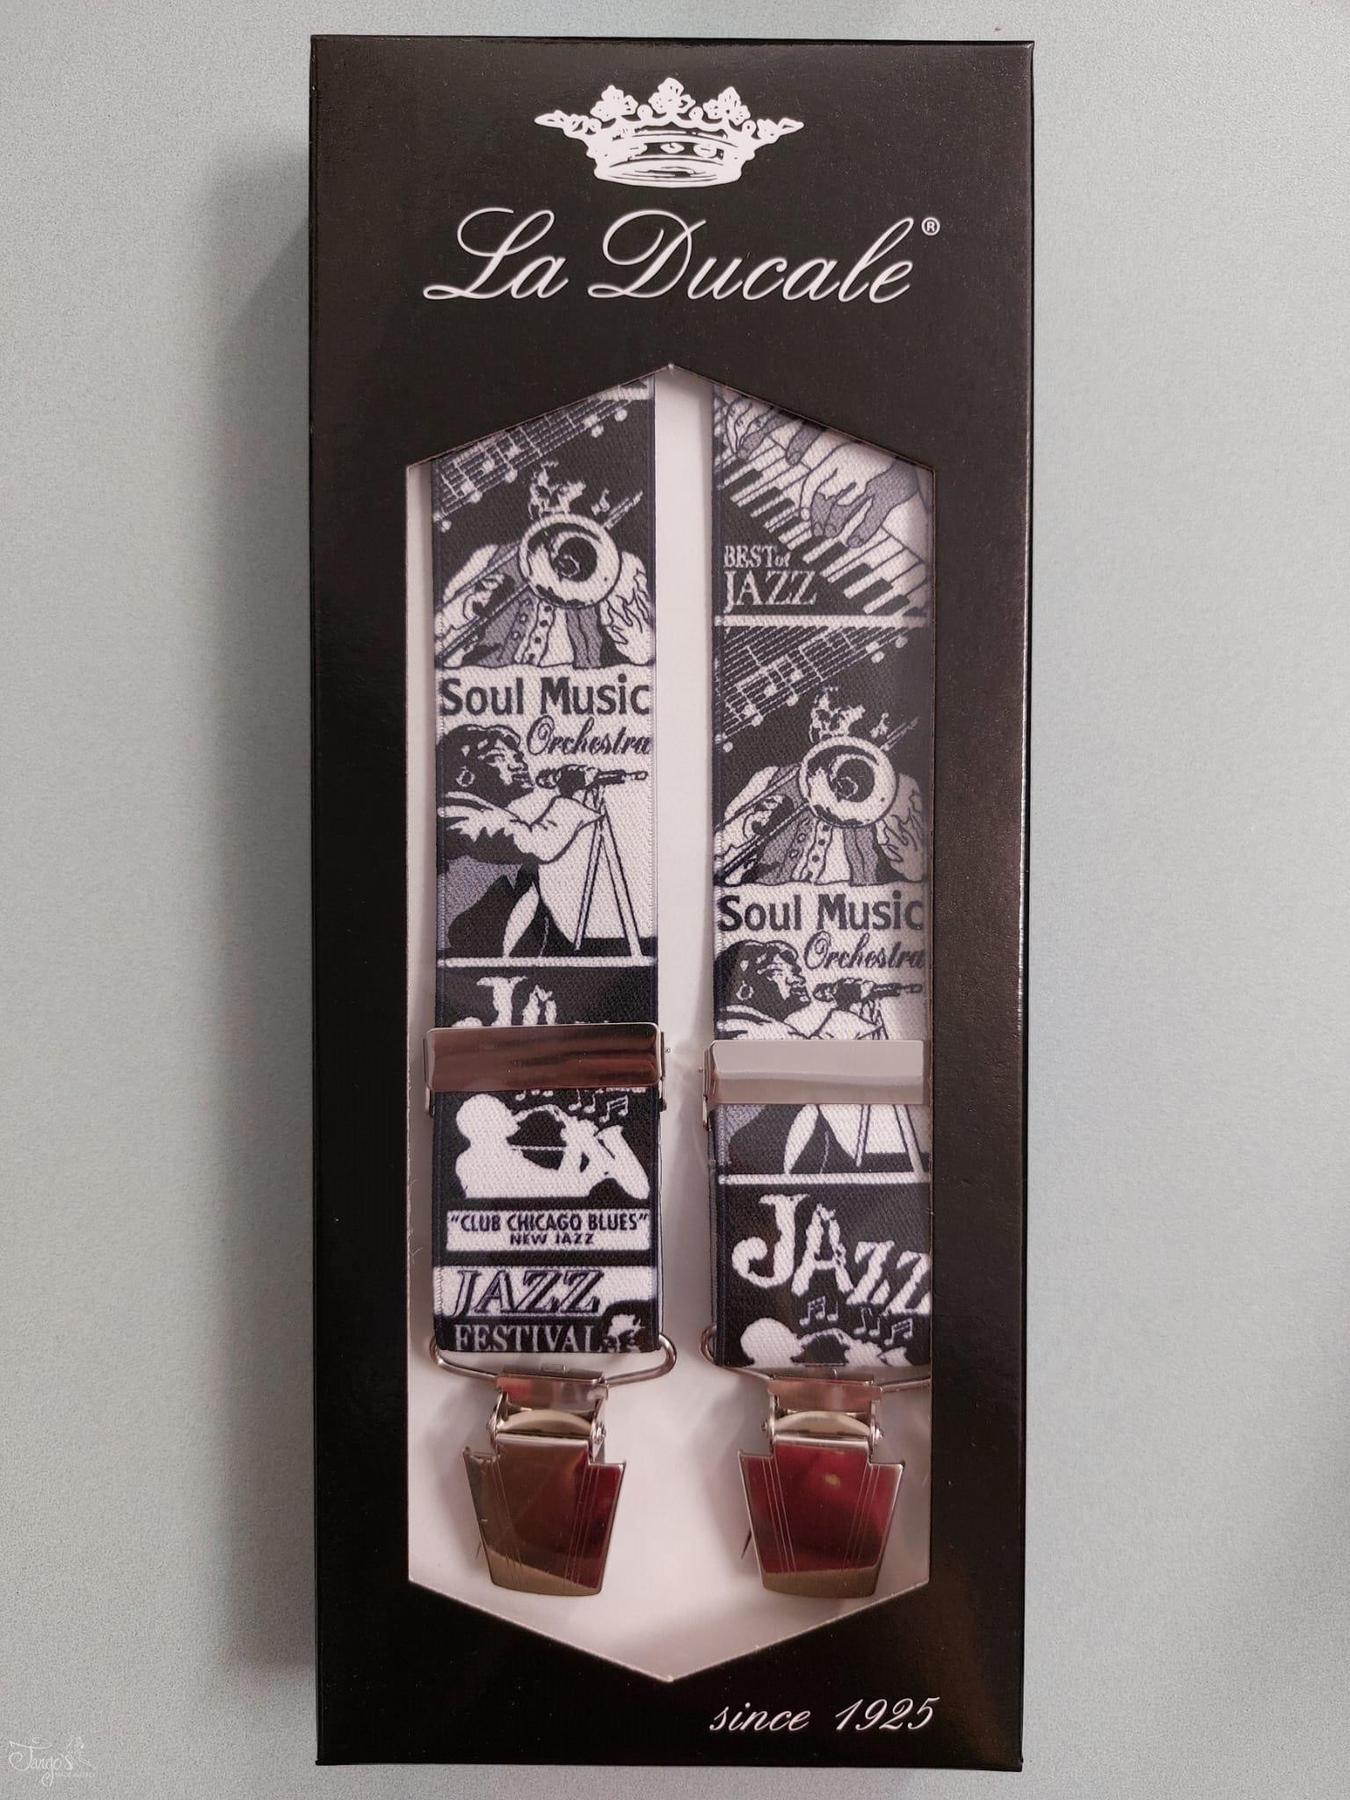 La Ducale®
Soul Music
Orchestra
"CLUB CHICAGO BLUES"
NEW JAZZ
JAZZ
FESTIVAL
BEST of
JAZZ
Soul Music
Orchestra
JAZZ
since 1925
Tango's